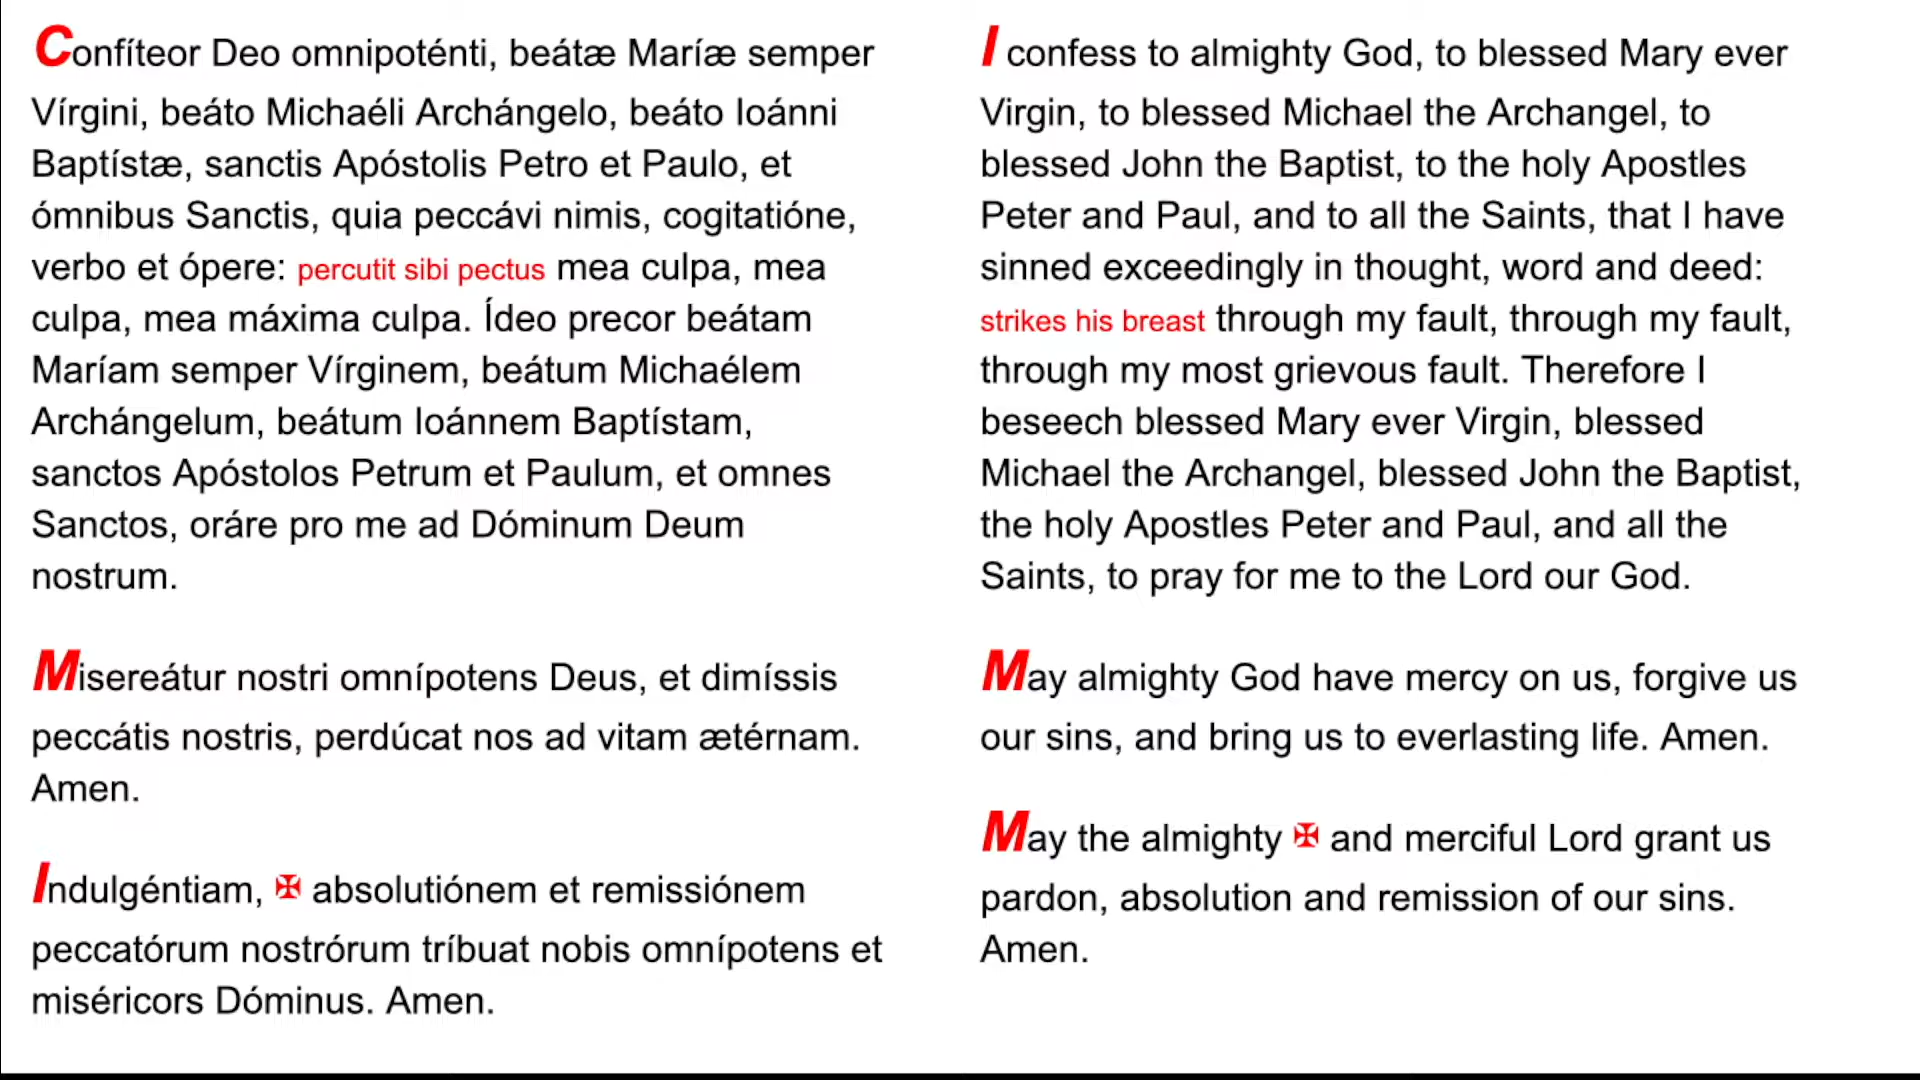 Confíteor Deo omnipoténti, beátæ Maríæ semper
Vírgini, beáto Michaéli Archángelo, beáto Ioánni
Baptístæ, sanctis Apóstolis Petro et Paulo, et
ómnibus Sanctis, quia peccávi nimis, cogitatióne,
verbo et ópere: percutit sibi pectus mea culpa, mea
culpa, mea máxima culpa. Ídeo precor beátam
Maríam semper Vírginem, beátum Michaélem
Archángelum, beátum Ioánnem Baptístam,
sanctos Apóstolos Petrum et Paulum, et omnes
Sanctos, oráre pro me ad Dóminum Deum
nostrum.
Misereátur nostri omnípotens Deus, et dimíssis
peccátis nostris, perdúcat nos ad vitam ætérnam.
Amen.
Indulgéntiam, ✠ absolutiónem et remissiónem
peccatórum nostrórum tríbuat nobis omnípotens et
miséricors Dóminus. Amen.
I confess to almighty God, to blessed Mary ever
Virgin, to blessed Michael the Archangel, to
blessed John the Baptist, to the holy Apostles
Peter and Paul, and to all the Saints, that I have
sinned exceedingly in thought, word and deed:
strikes his breast through my fault, through my fault,
through my most grievous fault. Therefore I
beseech blessed Mary ever Virgin, blessed
Michael the Archangel, blessed John the Baptist,
the holy Apostles Peter and Paul, and all the
Saints, to pray for me to the Lord our God.
May almighty God have mercy on us, forgive us
our sins, and bring us to everlasting life. Amen.
May the almighty ✠ and merciful Lord grant us
pardon, absolution and remission of our sins.
Amen.